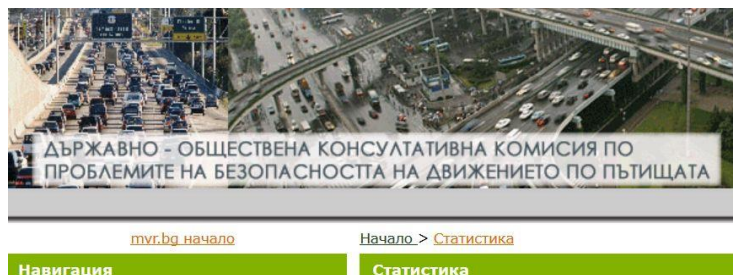 ДЪРЖАВНО - ОБЩЕСТВЕНА КОНСУЛТАТИВНА КОМИСИЯ ПО
ПРОБЛЕМИТЕ НА БЕЗОПАСНОСТТА НА ДВИЖЕНИЕТО ПО ПЪТИЩАТА
mvr.bg начало
Начало > Статистика
Навигация
Статистика